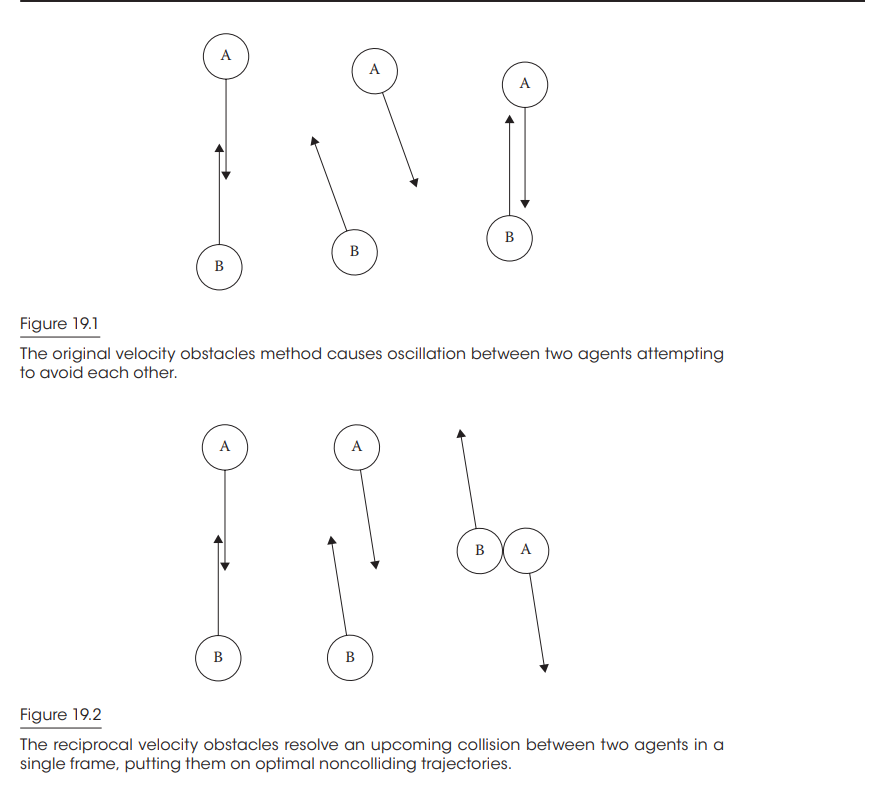 A
A
A
B
B
B
Figure 19.1
The original velocity obstacles method causes oscillation between two agents attempting
to avoid each other.
A
A
B
A
B
B
Figure 19.2
The reciprocal velocity obstacles resolve an upcoming collision between two agents in a
single frame, putting them on optimal noncolliding trajectories.